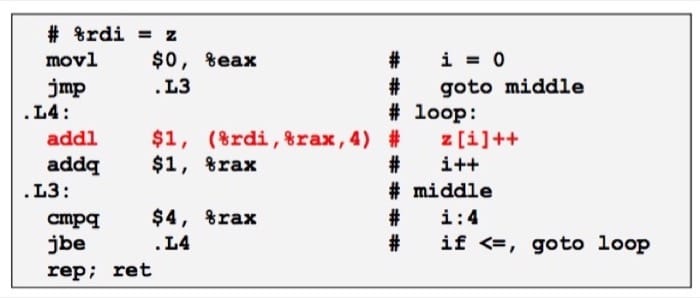 # %rdi = z
movl $0, %eax # i = 0
jmp .L3 # goto middle
.L4: # loop:
addl $1, (%rdi,%rax,4) # z[i]++
addq $1, %rax # i++
.L3: # middle
cmpq $4, %rax # i:4
jbe .L4 # if <=, goto loop
rep; ret